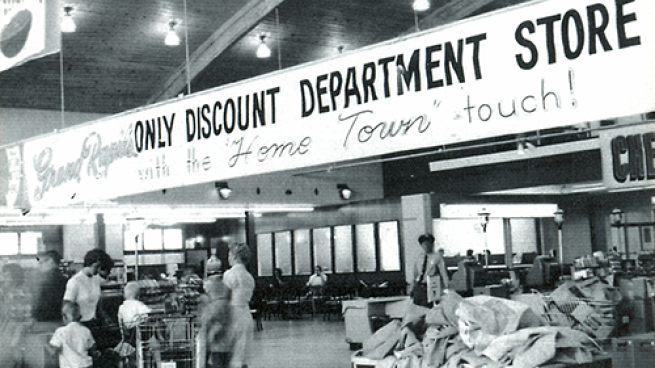 Grand Rapids' ONLY DISCOUNT DEPARTMENT STORE
with the "Home Town" touch!
CHE